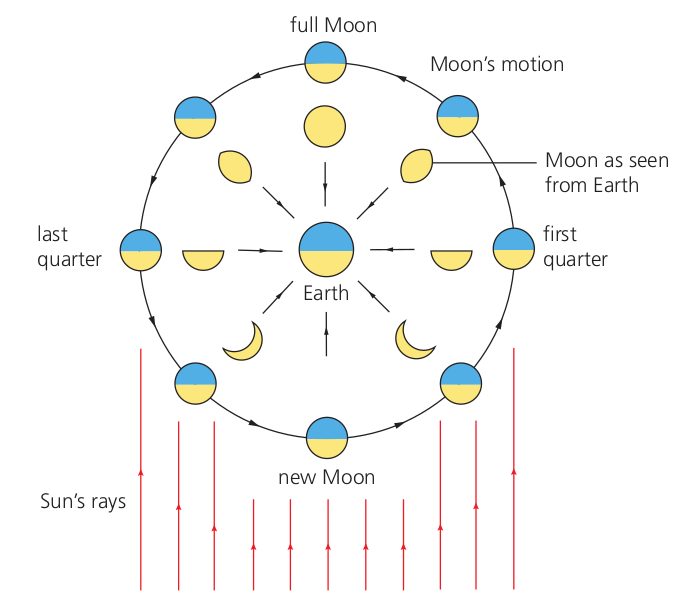 full Moon
Moon’s motion
Moon as seen
from Earth
last
quarter
first
quarter
Earth
new Moon
Sun’s rays